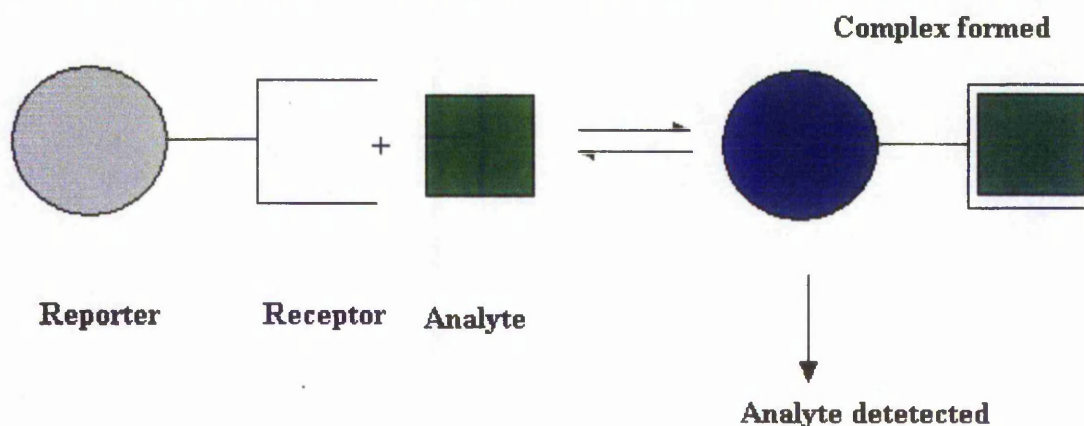 Complex formed
+
Reporter
Receptor
Analyte
Analyte detetected